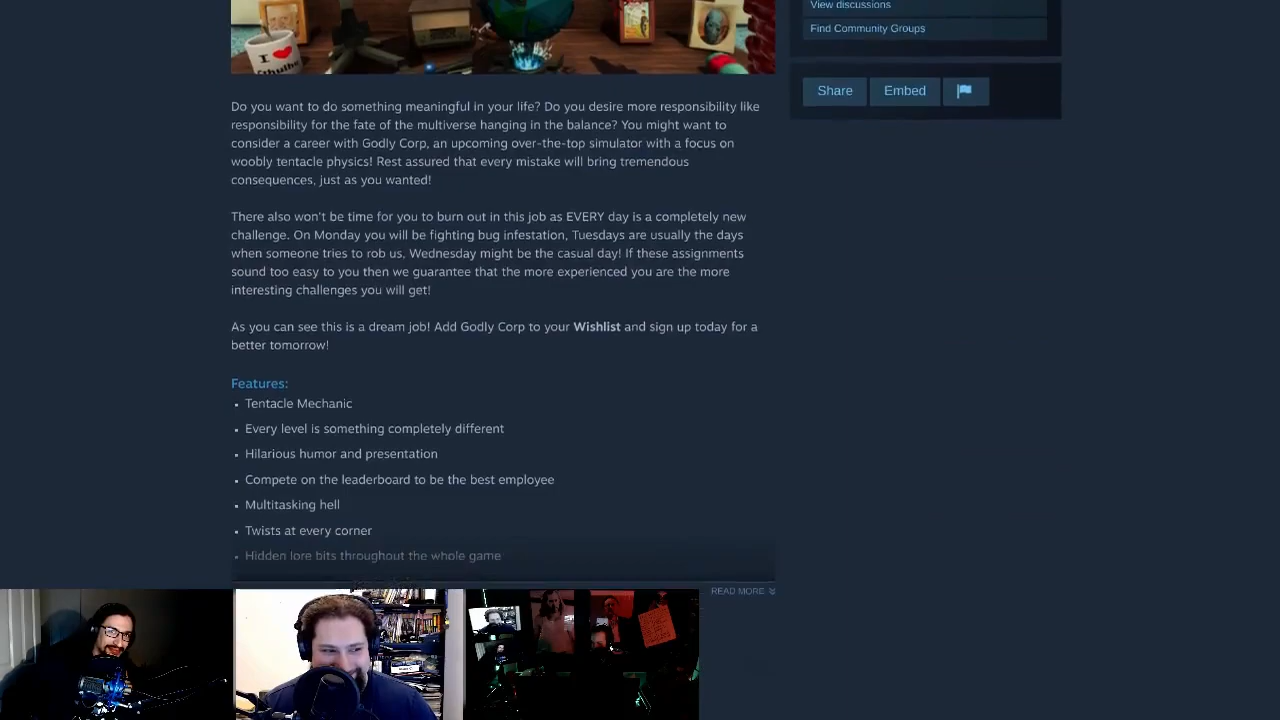 View discussions
Find Community Groups
Share
Embed
I
Cthulhu
Do you want to do something meaningful in your life? Do you desire more responsibility like
responsibility for the fate of the multiverse hanging in the balance? You might want to
consider a career with Godly Corp, an upcoming over-the-top simulator with a focus on
woobly tentacle physics! Rest assured that every mistake will bring tremendous
consequences, just as you wanted!
There also won't be time for you to burn out in this job as EVERY day is a completely new
challenge. On Monday you will be fighting bug infestation, Tuesdays are usually the days
when someone tries to rob us, Wednesday might be the casual day! If these assignments
sound too easy to you then we guarantee that the more experienced you are the more
interesting challenges you will get!
As you can see this is a dream job! Add Godly Corp to your Wishlist and sign up today for a
better tomorrow!
Features:
Tentacle Mechanic
Every level is something completely different
Hilarious humor and presentation
Compete on the leaderboard to be the best employee
Multitasking hell
Twists at every corner
Hidden lore bits throughout the whole game
READ MORE